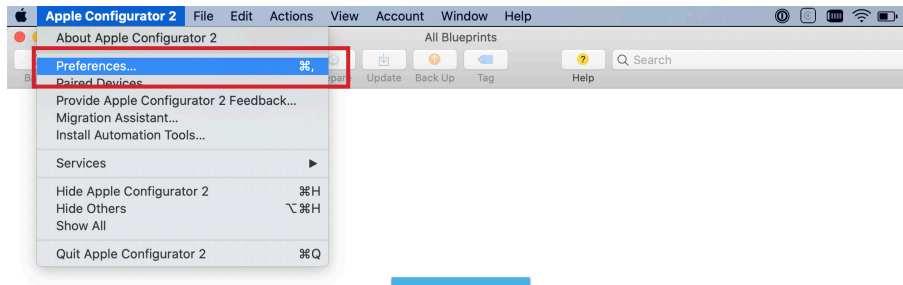 Apple Configurator 2 File Edit Actions View Account Window Help
About Apple Configurator 2
All Blueprints
Preferences... ⌘,
Update Back Up Tag Help Search
Paired Devices
Provide Apple Configurator 2 Feedback...
Migration Assistant...
Install Automation Tools...
Services
Hide Apple Configurator 2 ⌘H
Hide Others ⌥⌘H
Show All
Quit Apple Configurator 2 ⌘Q